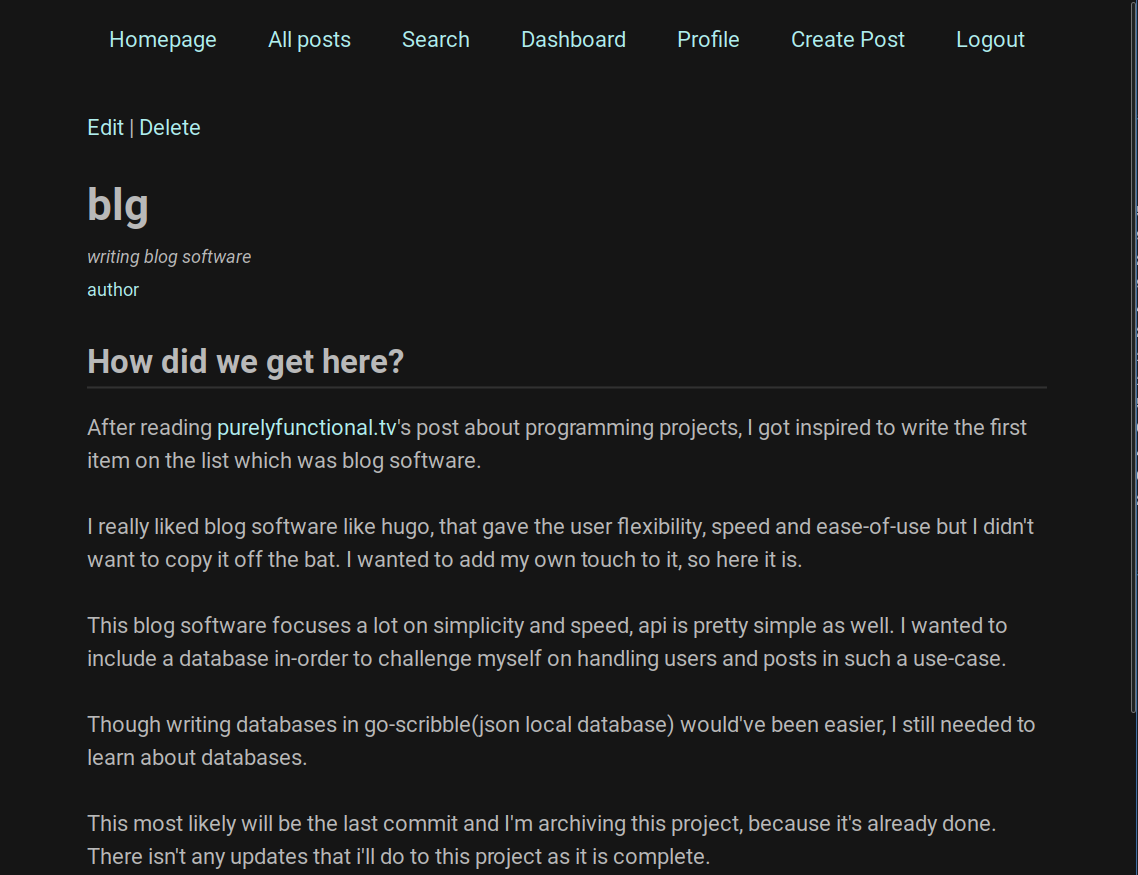 Homepage All posts Search Dashboard Profile Create Post Logout
Edit | Delete
blg
writing blog software
author
How did we get here?
After reading purelyfunctional.tv's post about programming projects, I got inspired to write the first
item on the list which was blog software.
I really liked blog software like hugo, that gave the user flexibility, speed and ease-of-use but I didn't
want to copy it off the bat. I wanted to add my own touch to it, so here it is.
This blog software focuses a lot on simplicity and speed, api is pretty simple as well. I wanted to
include a database in-order to challenge myself on handling users and posts in such a use-case.
Though writing databases in go-scribble(json local database) would've been easier, I still needed to
learn about databases.
This most likely will be the last commit and I'm archiving this project, because it's already done.
There isn't any updates that i'll do to this project as it is complete.